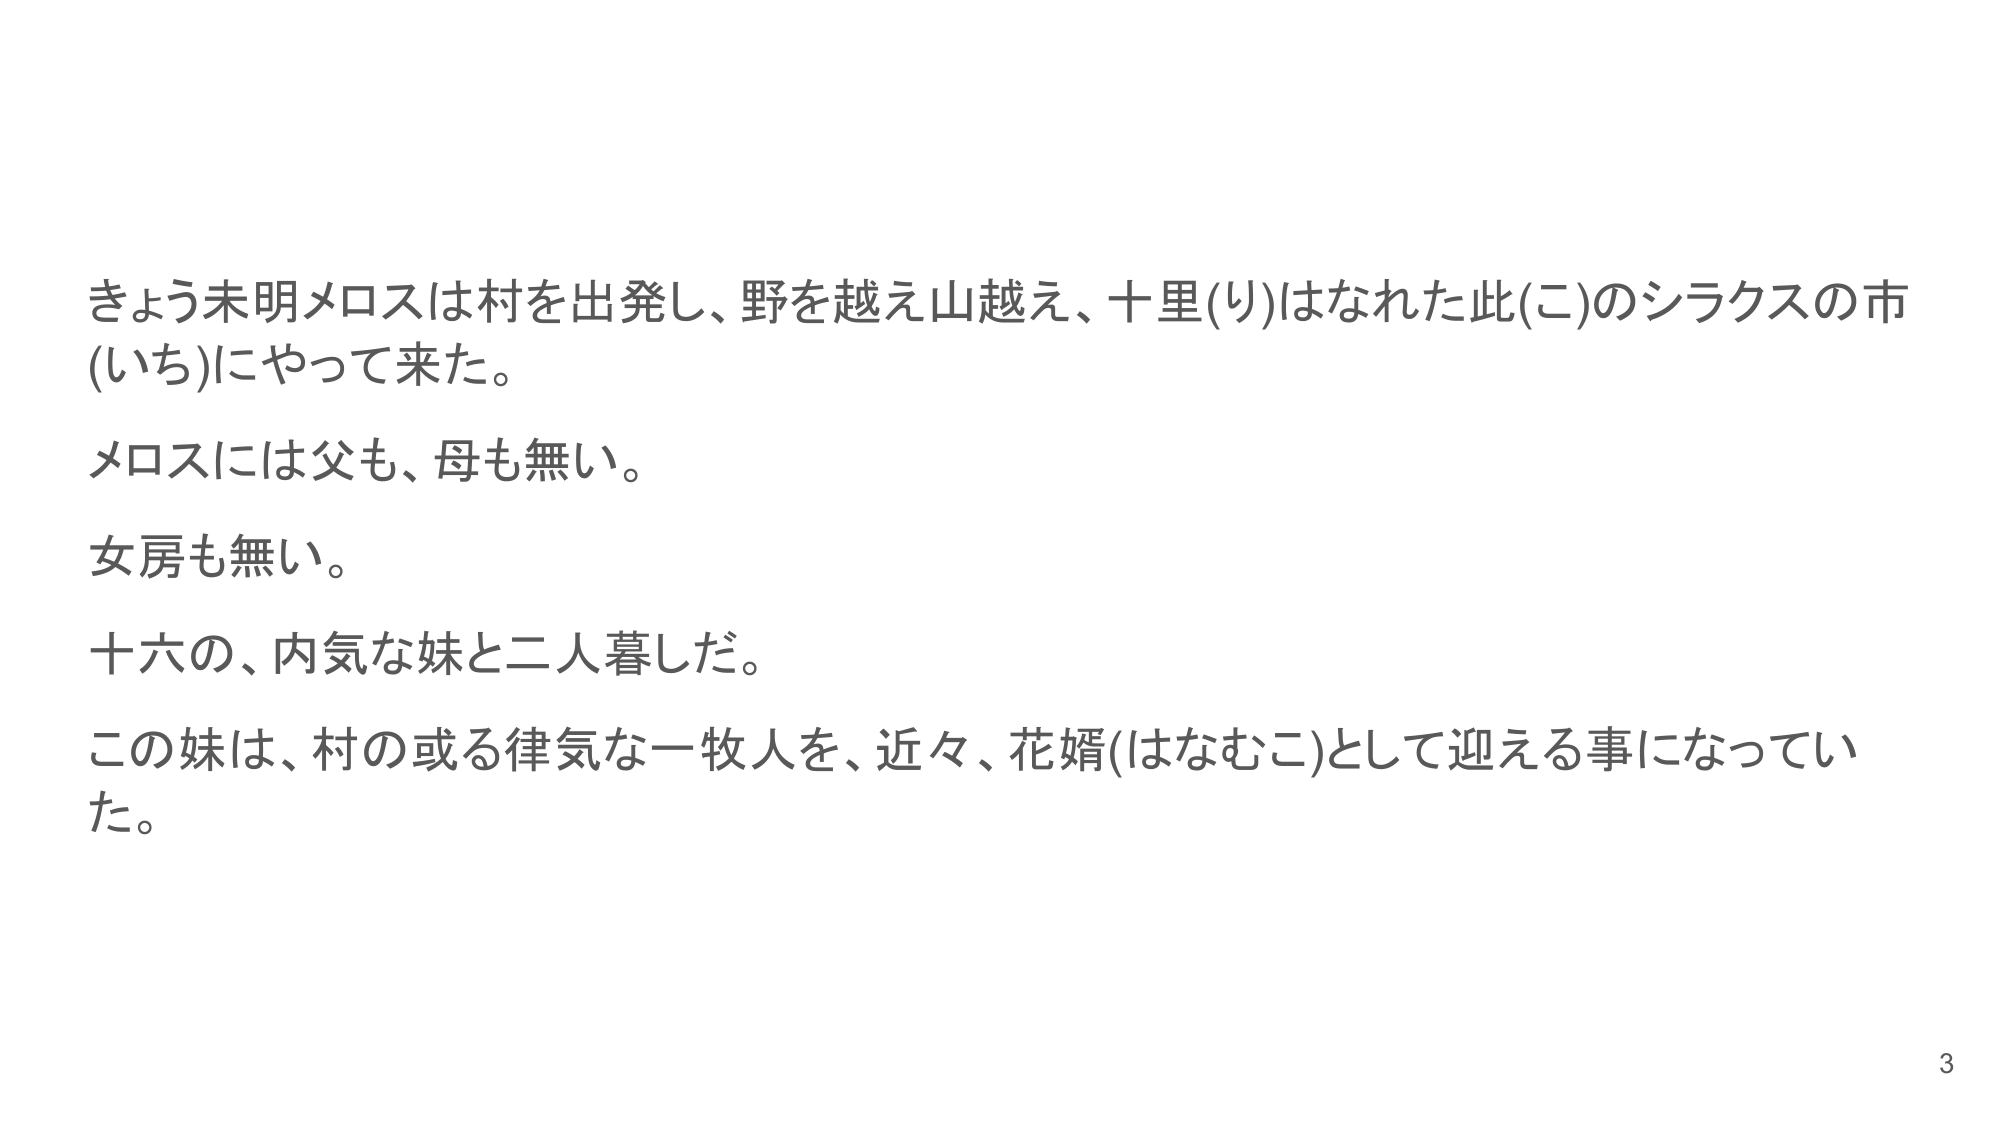 きょう未明メロスは村を出発し、野を越え山越え、十里(り)はなれた此(こ)のシラクスの市
(いち)にやって来た。
メロスには父も、母も無い。
女房も無い。
十六の、内気な妹と二人暮しだ。
この妹は、村の或る律気な一牧人を、近々、花婿(はなむこ)として迎える事になってい
た。
3